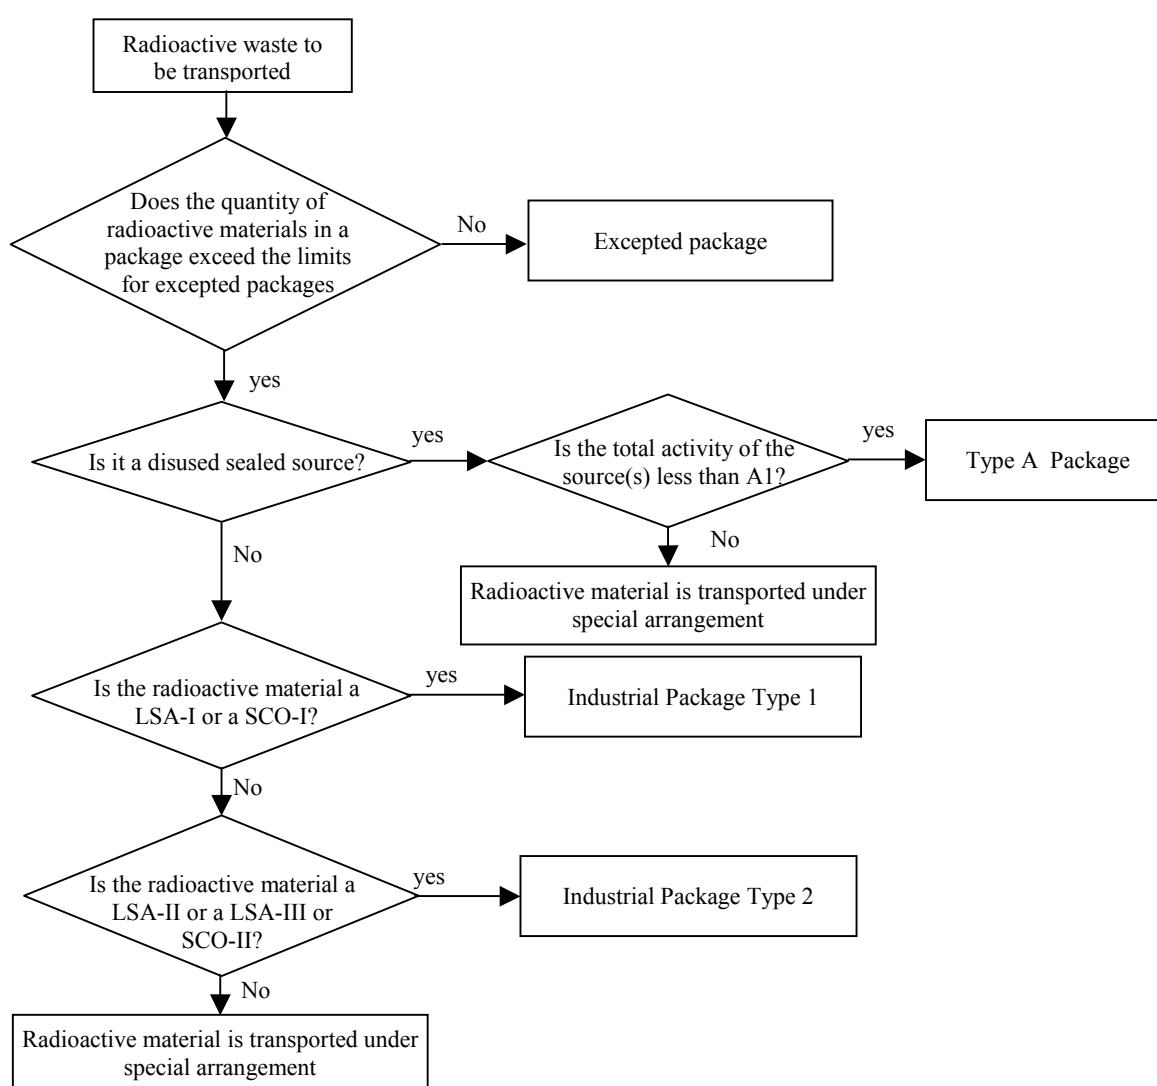 Radioactive waste to
be transported
Does the quantity of
radioactive materials in a
package exceed the limits
for excepted packages
No
Excepted package
yes
Is it a disused sealed source?
yes
Is the total activity of the
source(s) less than A1?
yes
Type A  Package
No
No
Radioactive material is transported under
special arrangement
Is the radioactive material a
LSA-I or a SCO-I?
yes
Industrial Package Type 1
No
Is the radioactive material a
LSA-II or a LSA-III or
SCO-II?
yes
Industrial Package Type 2
No
Radioactive material is transported under
special arrangement